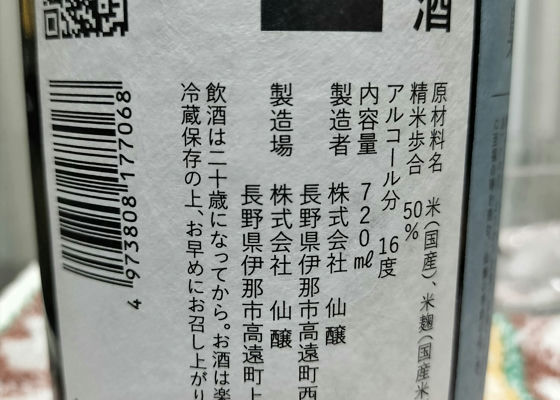 酒
原材料名 米(国産)、米麹(国産米
精米歩合 50%
アルコール分 16度
内容量 720ml
製造者 株式会社 仙醸
長野県伊那市高遠町西
製造場 株式会社 仙醸
長野県伊那市高遠町上
飲酒は二十歳になってから。お酒は楽
冷蔵保存の上、お早めにお召し上がり
4973808177068